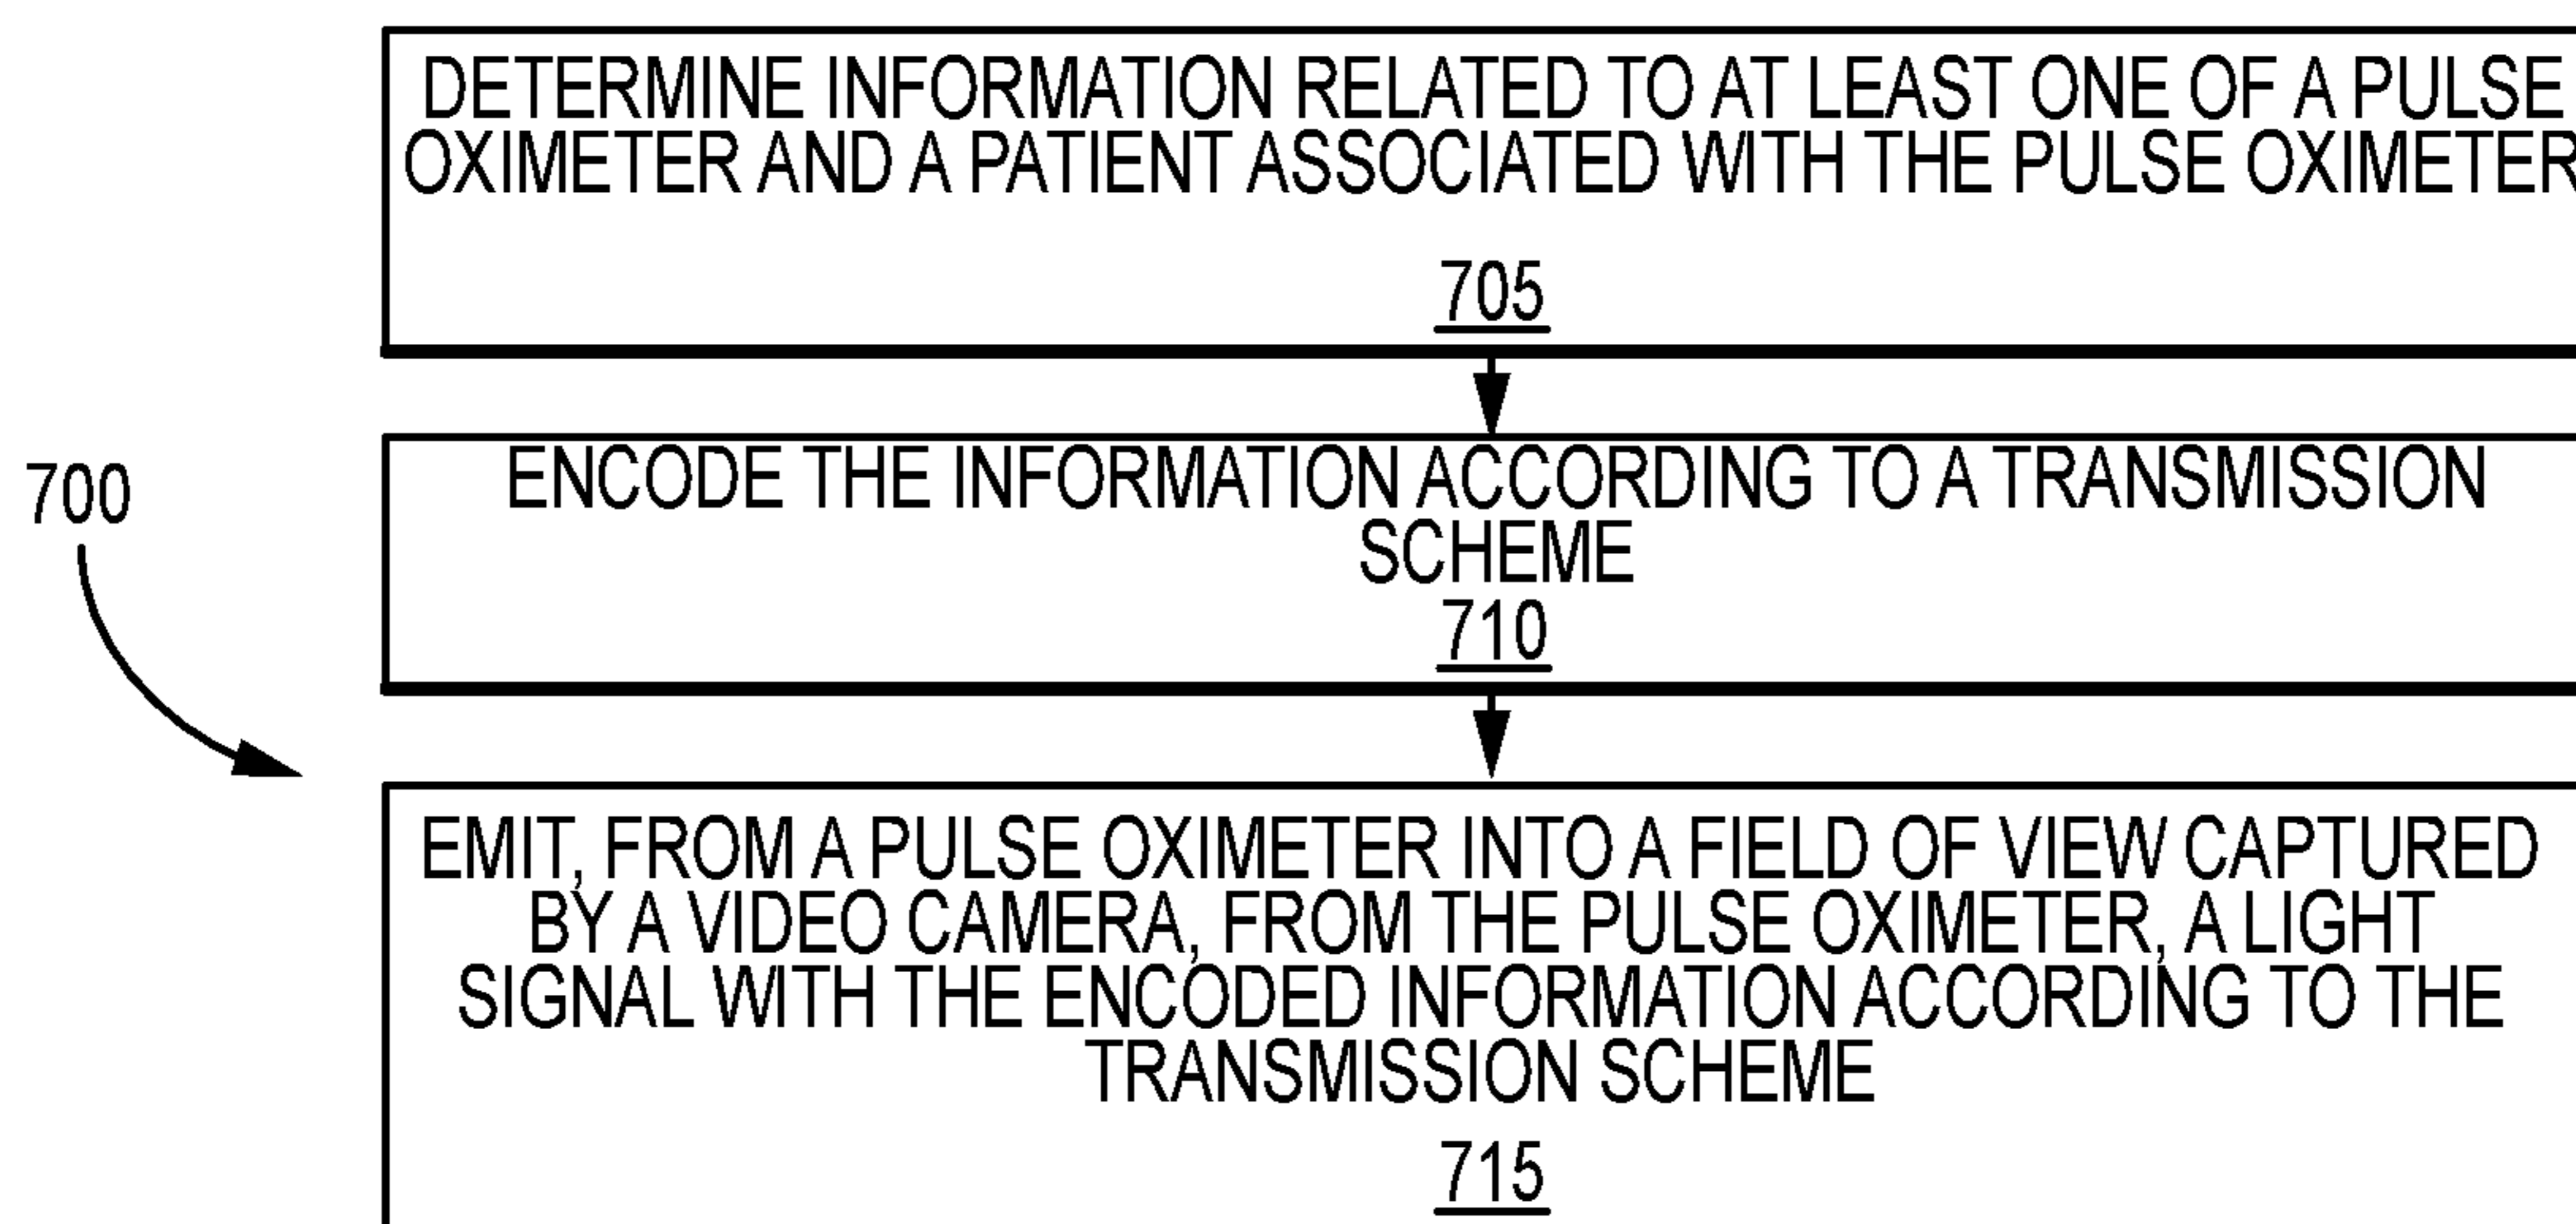 DETERMINE INFORMATION RELATED TO AT LEAST ONE OF A PULSE
OXIMETER AND A PATIENT ASSOCIATED WITH THE PULSE OXIMETER
705
ENCODE THE INFORMATION ACCORDING TO A TRANSMISSION
SCHEME
710
700
EMIT, FROM A PULSE OXIMETER INTO A FIELD OF VIEW CAPTURED
BY A VIDEO CAMERA, FROM THE PULSE OXIMETER, A LIGHT
SIGNAL WITH THE ENCODED INFORMATION ACCORDING TO THE
TRANSMISSION SCHEME
715